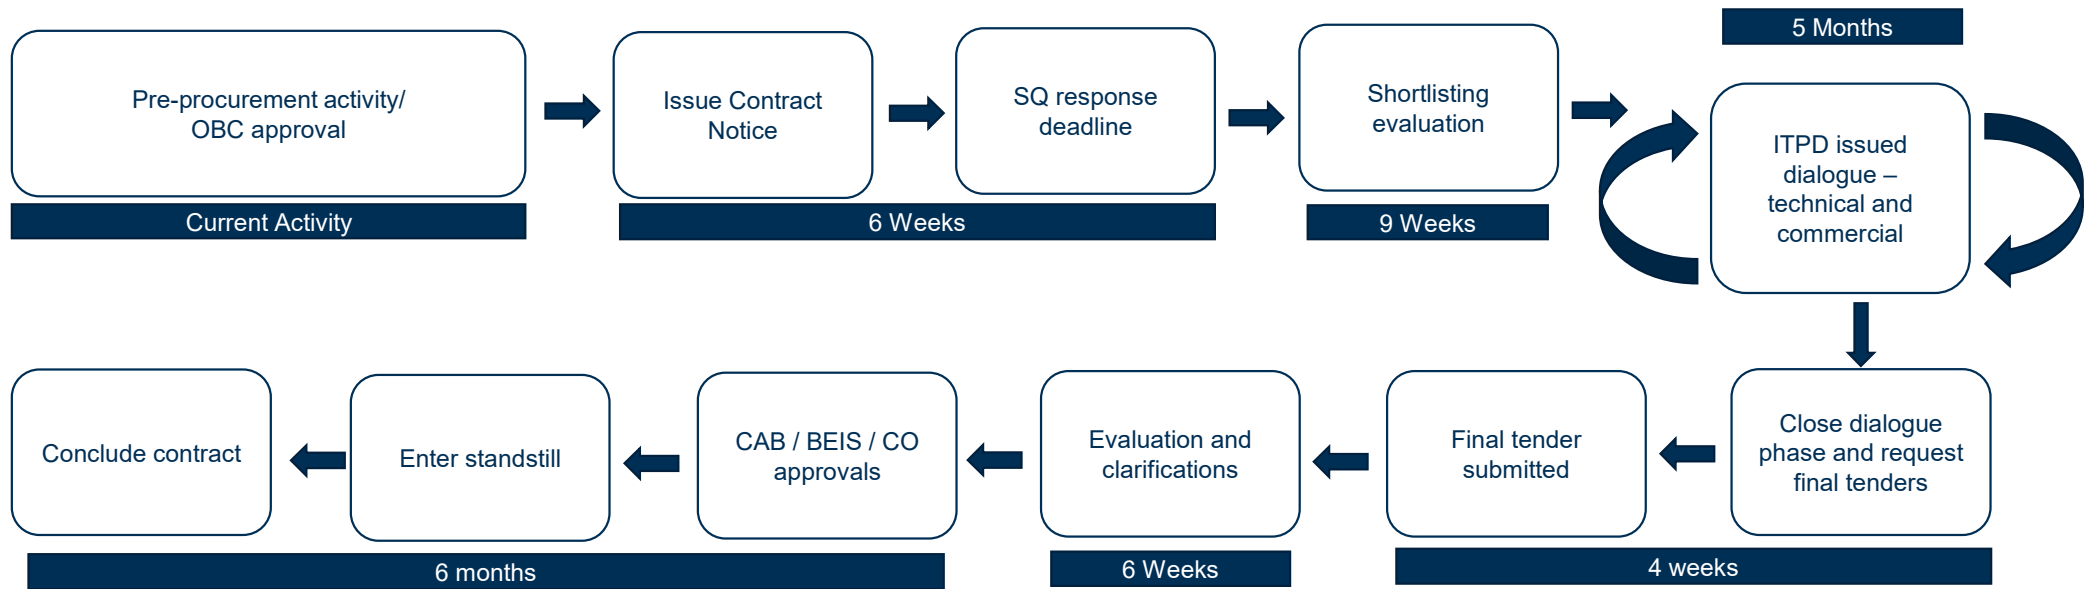 Pre-procurement activity/
OBC approval
Current Activity
Issue Contract
Notice
SQ response
deadline
6 Weeks
Shortlisting
evaluation
9 Weeks
5 Months
ITPD issued
dialogue –
technical and
commercial
Close dialogue
phase and request
final tenders
Final tender
submitted
4 weeks
Evaluation and
clarifications
6 Weeks
CAB / BEIS / CO
approvals
Enter standstill
Conclude contract
6 months